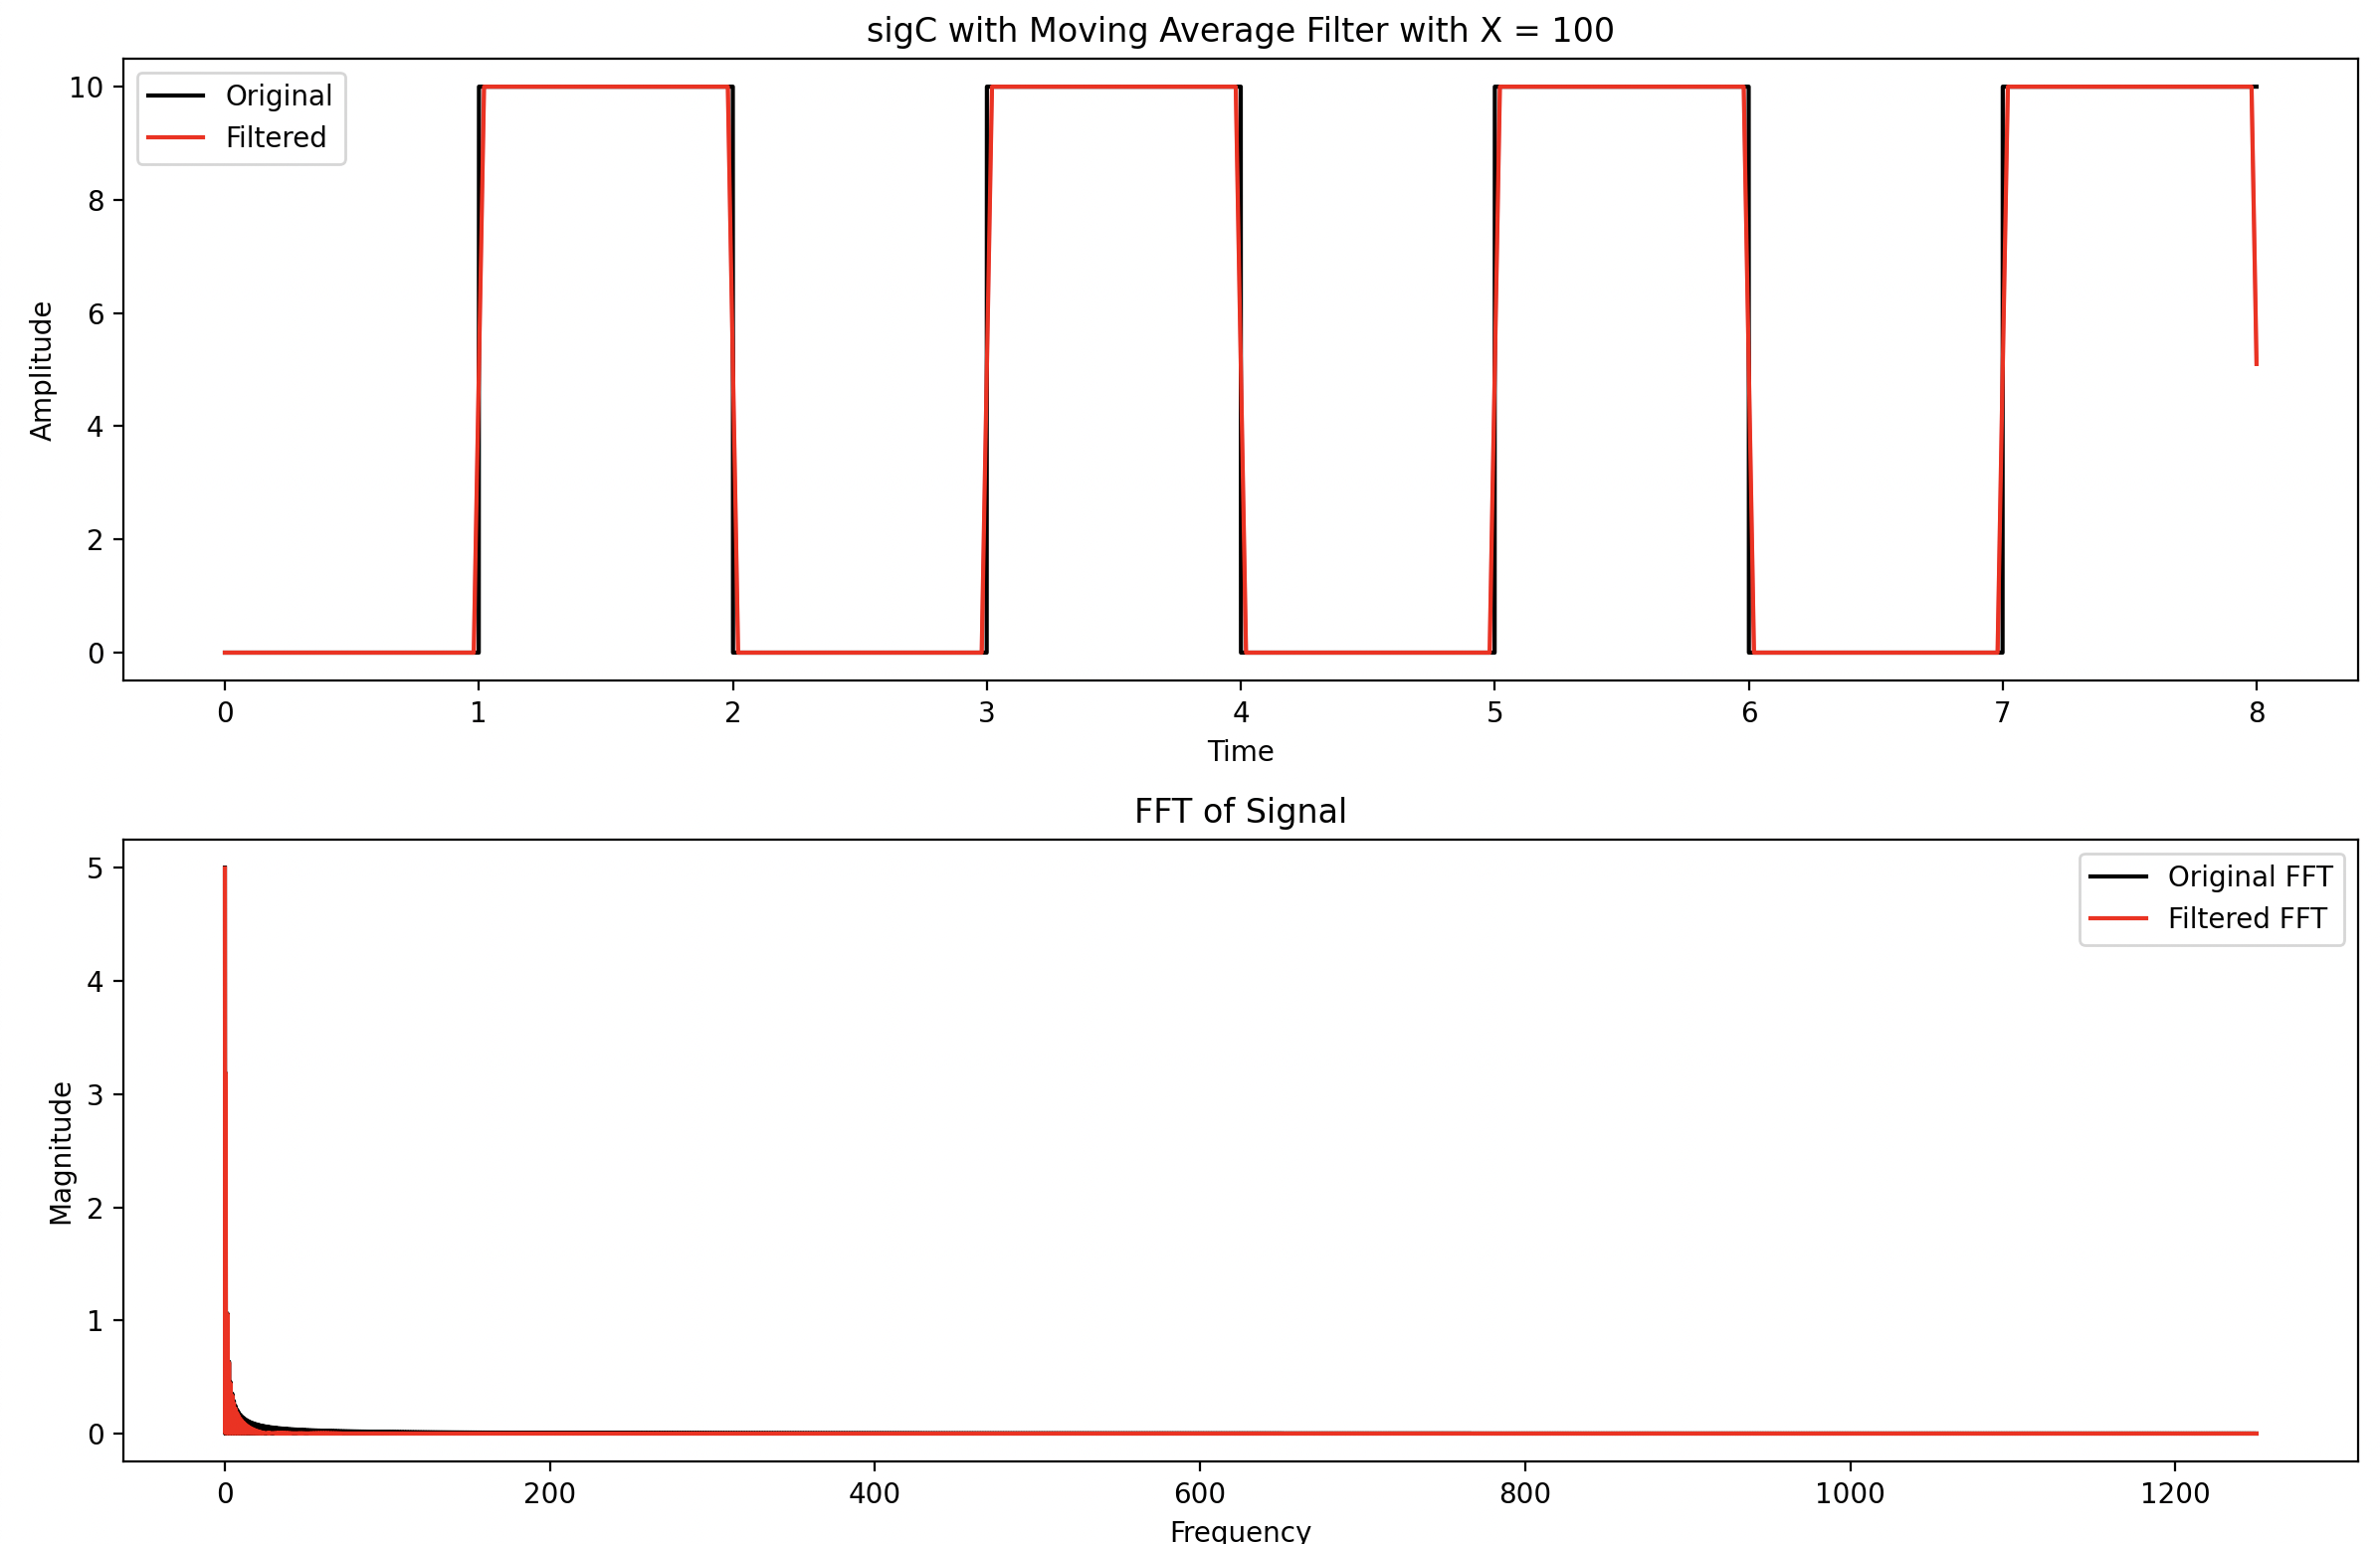 sigC with Moving Average Filter with X = 100
Original
Filtered
10
8
6
4
2
0
Amplitude
0 1 2 3 4 5 6 7 8
Time
FFT of Signal
Original FFT
Filtered FFT
5
4
3
2
1
0
Magnitude
0 200 400 600 800 1000 1200
Frequency